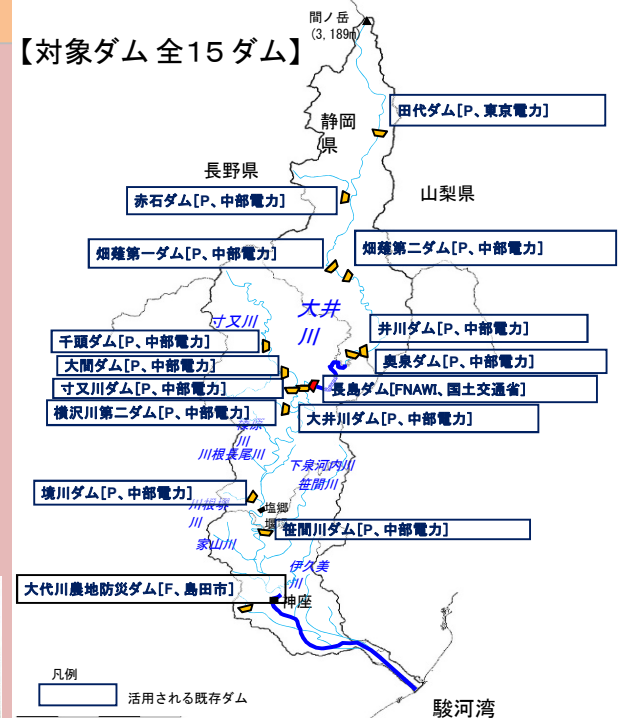 間ノ岳
(3,189m)
【対象ダム 全15ダム】
田代ダム[P、東京電力]
静岡
県
長野県
山梨県
赤石ダム[P、中部電力]
畑薙第一ダム[P、中部電力]
畑薙第二ダム[P、中部電力]
大井
川
寸又川
井川ダム[P、中部電力]
千頭ダム[P、中部電力]
奥泉ダム[P、中部電力]
大間ダム[P、中部電力]
寸又川ダム[P、中部電力]
長島ダム[FNAWI、国土交通省]
横沢川第二ダム[P、中部電力]
大井川ダム[P、中部電力]
川
川根長尾川
下泉河内川
笹間川
境川ダム[P、中部電力]
川根境
川
塩郷
堰堤
笹間川ダム[P、中部電力]
家山川
伊久美
川
大代川農地防災ダム[F、島田市]
神座
凡例
活用される既存ダム
駿河湾